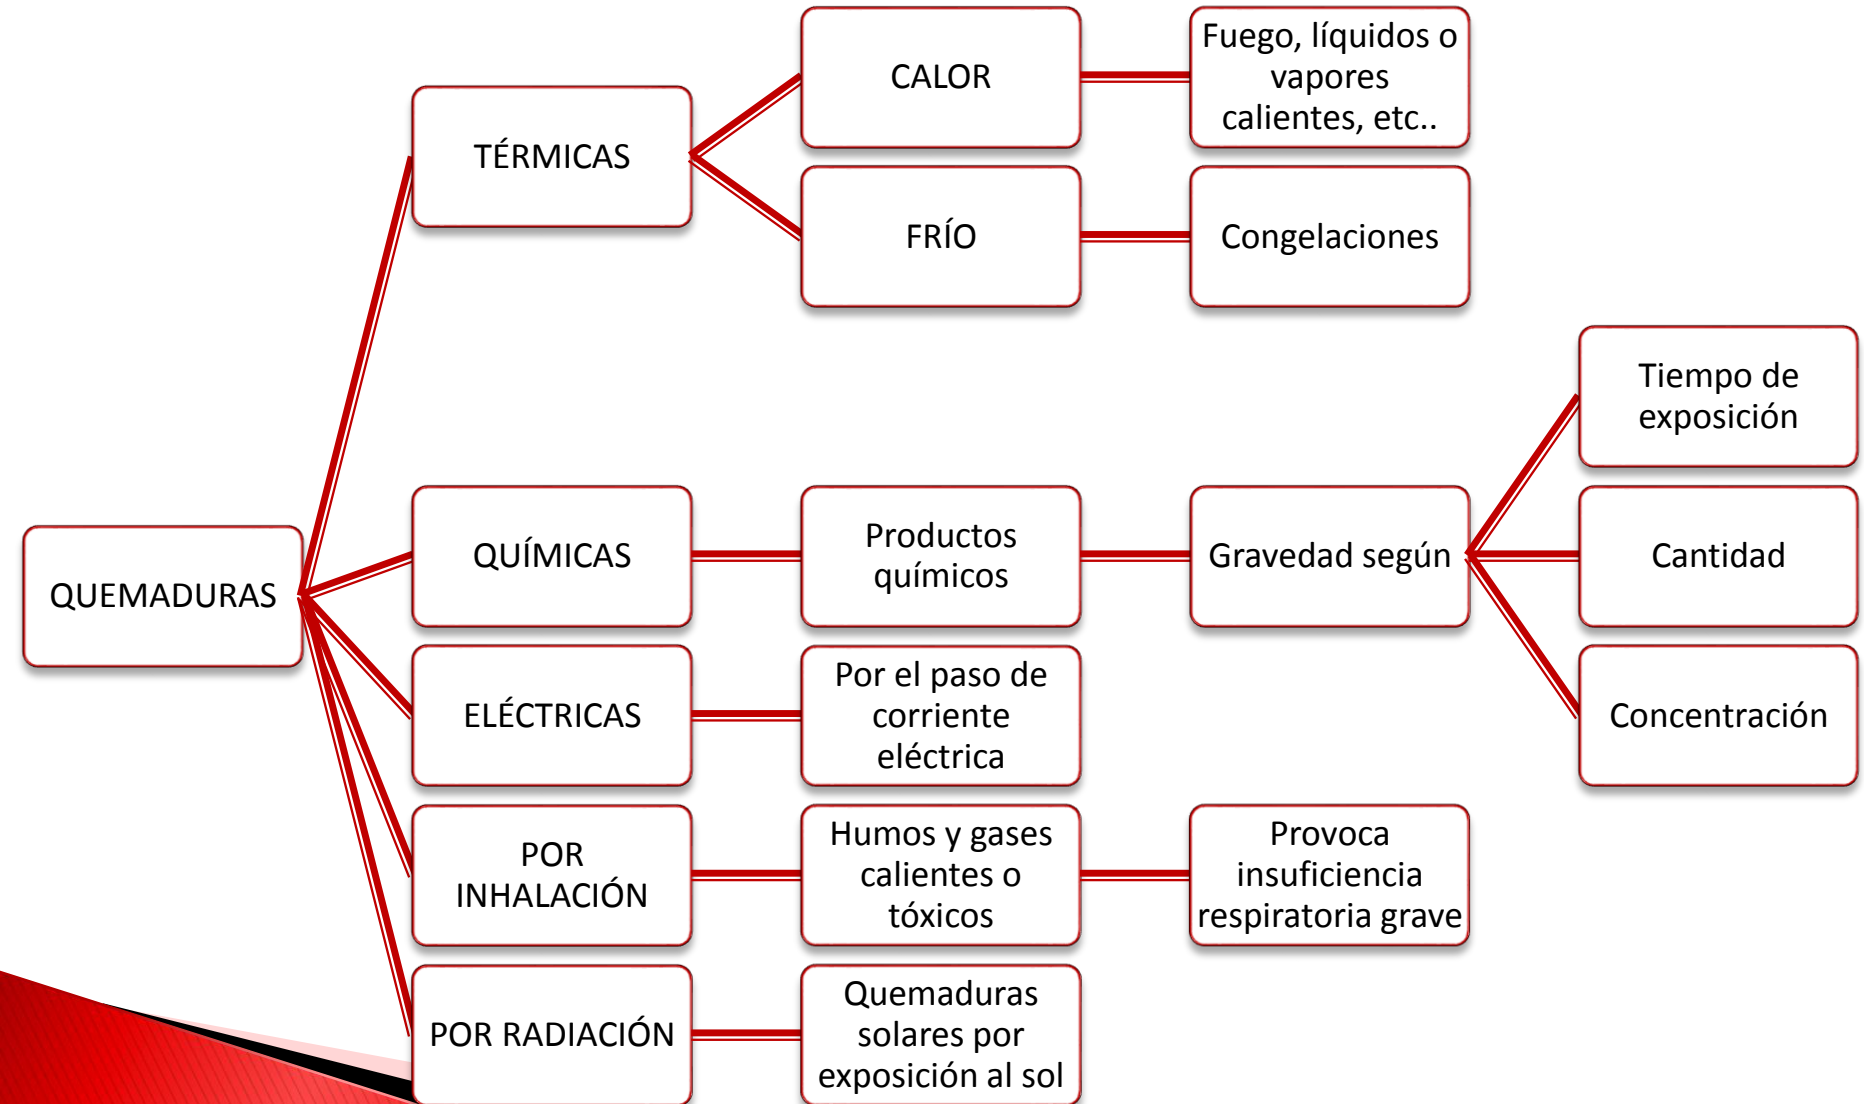 QUEMADURAS
TÉRMICAS
CALOR
Fuego, líquidos o
vapores
calientes, etc..
FRÍO
Congelaciones
QUÍMICAS
Productos
químicos
Gravedad según
Tiempo de
exposición
Cantidad
Concentración
ELÉCTRICAS
Por el paso de
corriente
eléctrica
POR
INHALACIÓN
Humos y gases
calientes o
tóxicos
Provoca
insuficiencia
respiratoria grave
POR RADIACIÓN
Quemaduras
solares por
exposición al sol